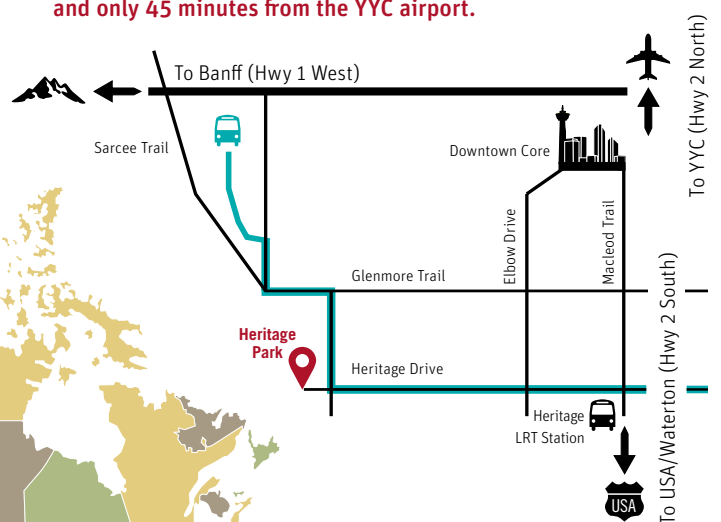 and only 45 minutes from the YYC airport.
To Banff (Hwy 1 West)
To YYC (Hwy 2 North)
Sarcee Trail
Downtown Core
Elbow Drive
Macleod Trail
Glenmore Trail
Heritage
Park
Heritage Drive
To USA/Waterton (Hwy 2 South)
Heritage
LRT Station
USA